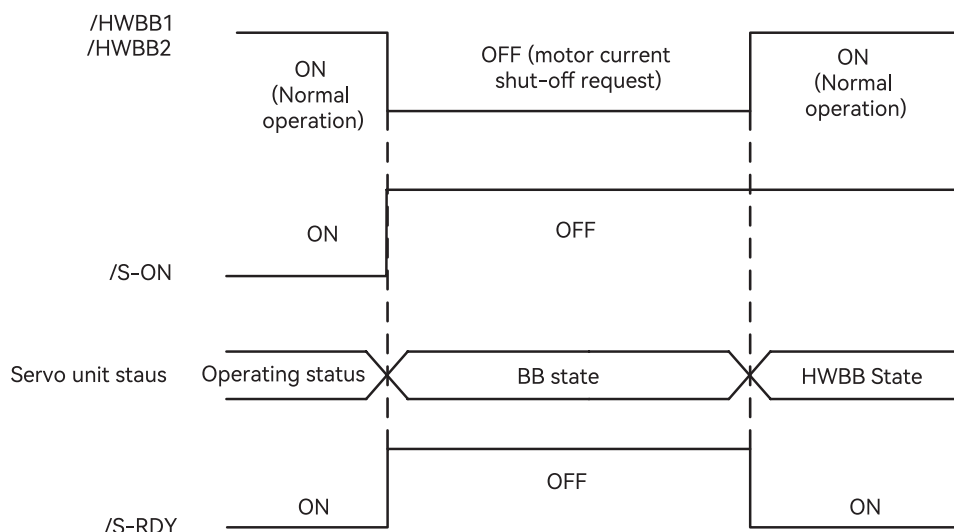 /HWBB1
/HWBB2
ON
(Normal
operation)
OFF (motor current
shut-off request)
ON
(Normal
operation)
ON
OFF
/S-ON
Servo unit staus
Operating status
BB state
HWBB State
OFF
ON
ON
/S-RDY